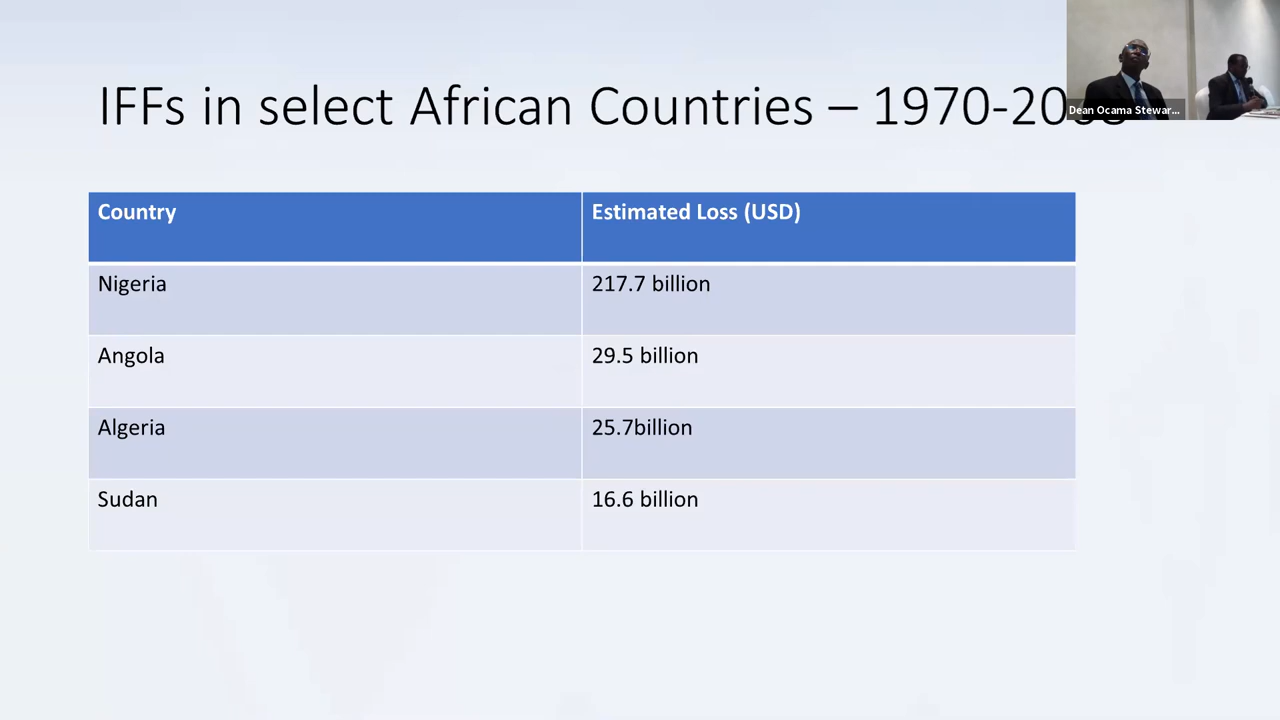 IFFs in select African Countries – 1970-20
Dean Ocama Stewar...
Country Estimated Loss (USD)
Nigeria 217.7 billion
Angola 29.5 billion
Algeria 25.7billion
Sudan 16.6 billion